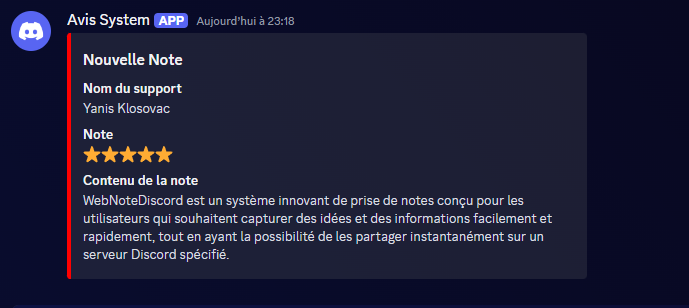 Avis System APP Aujourd'hui à 23:18
Nouvelle Note
Nom du support
Yanis Klosovac
Note
Contenu de la note
WebNoteDiscord est un système innovant de prise de notes conçu pour les
utilisateurs qui souhaitent capturer des idées et des informations facilement et
rapidement, tout en ayant la possibilité de les partager instantanément sur un
serveur Discord spécifié.